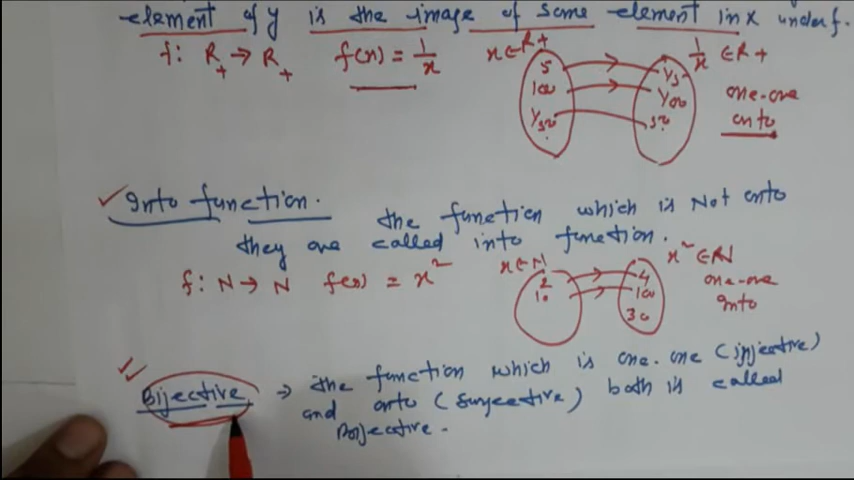 element of y is the image of some element in x under f.
f: R+ → R+ f(x) = 1/x x ∈ R+ 1/x ∈ R+
5 1/5
100 1/100 one-one
1/30 30 onto
Into function. the function which is Not onto
they are called into function.
f: N → N f(x) = x² x ∈ N x² ∈ N
2 4 one-one
10 100 into
30
Bijective → the function which is one-one (injective)
and onto (surjective) both is called
Bijective.